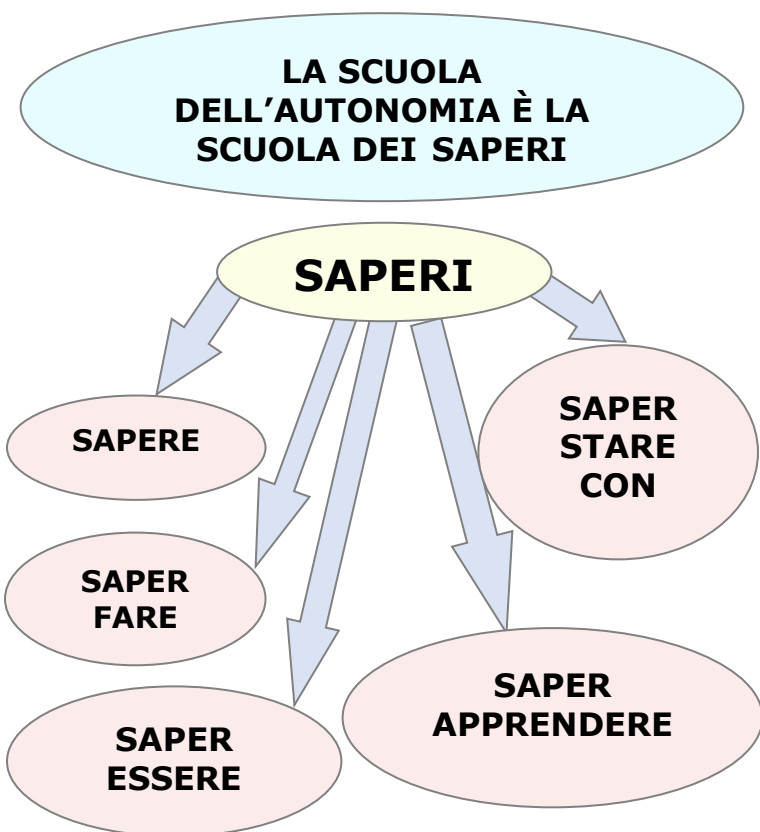 LA SCUOLA
DELL’AUTONOMIA È LA
SCUOLA DEI SAPERI
SAPERI
SAPERE
SAPER
STARE
CON
SAPER
FARE
SAPER
APPRENDERE
SAPER
ESSERE